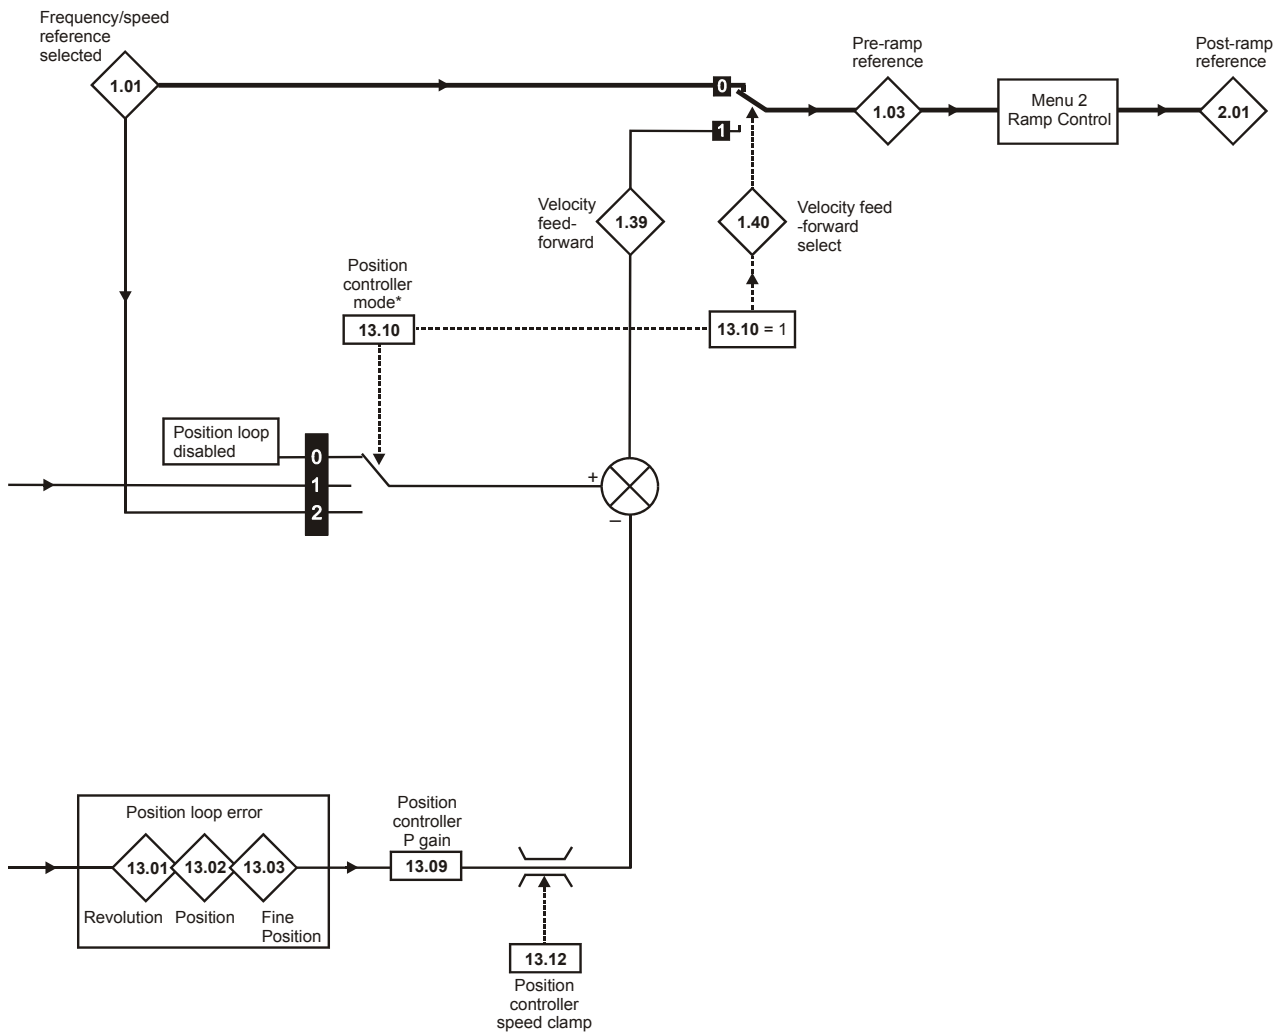 Frequency/speed
reference
selected
1.01
0
Pre-ramp
reference
1.03
Menu 2
Ramp Control
Post-ramp
reference
2.01
1
Velocity
feed-
forward
1.39
1.40
Velocity feed
-forward
select
Position
controller
mode*
13.10
13.10 = 1
Position loop
disabled
0
1
2
+
–
Position loop error
13.01
13.02
13.03
Revolution
Position
Fine
Position
Position
controller
P gain
13.09
13.12
Position
controller
speed clamp